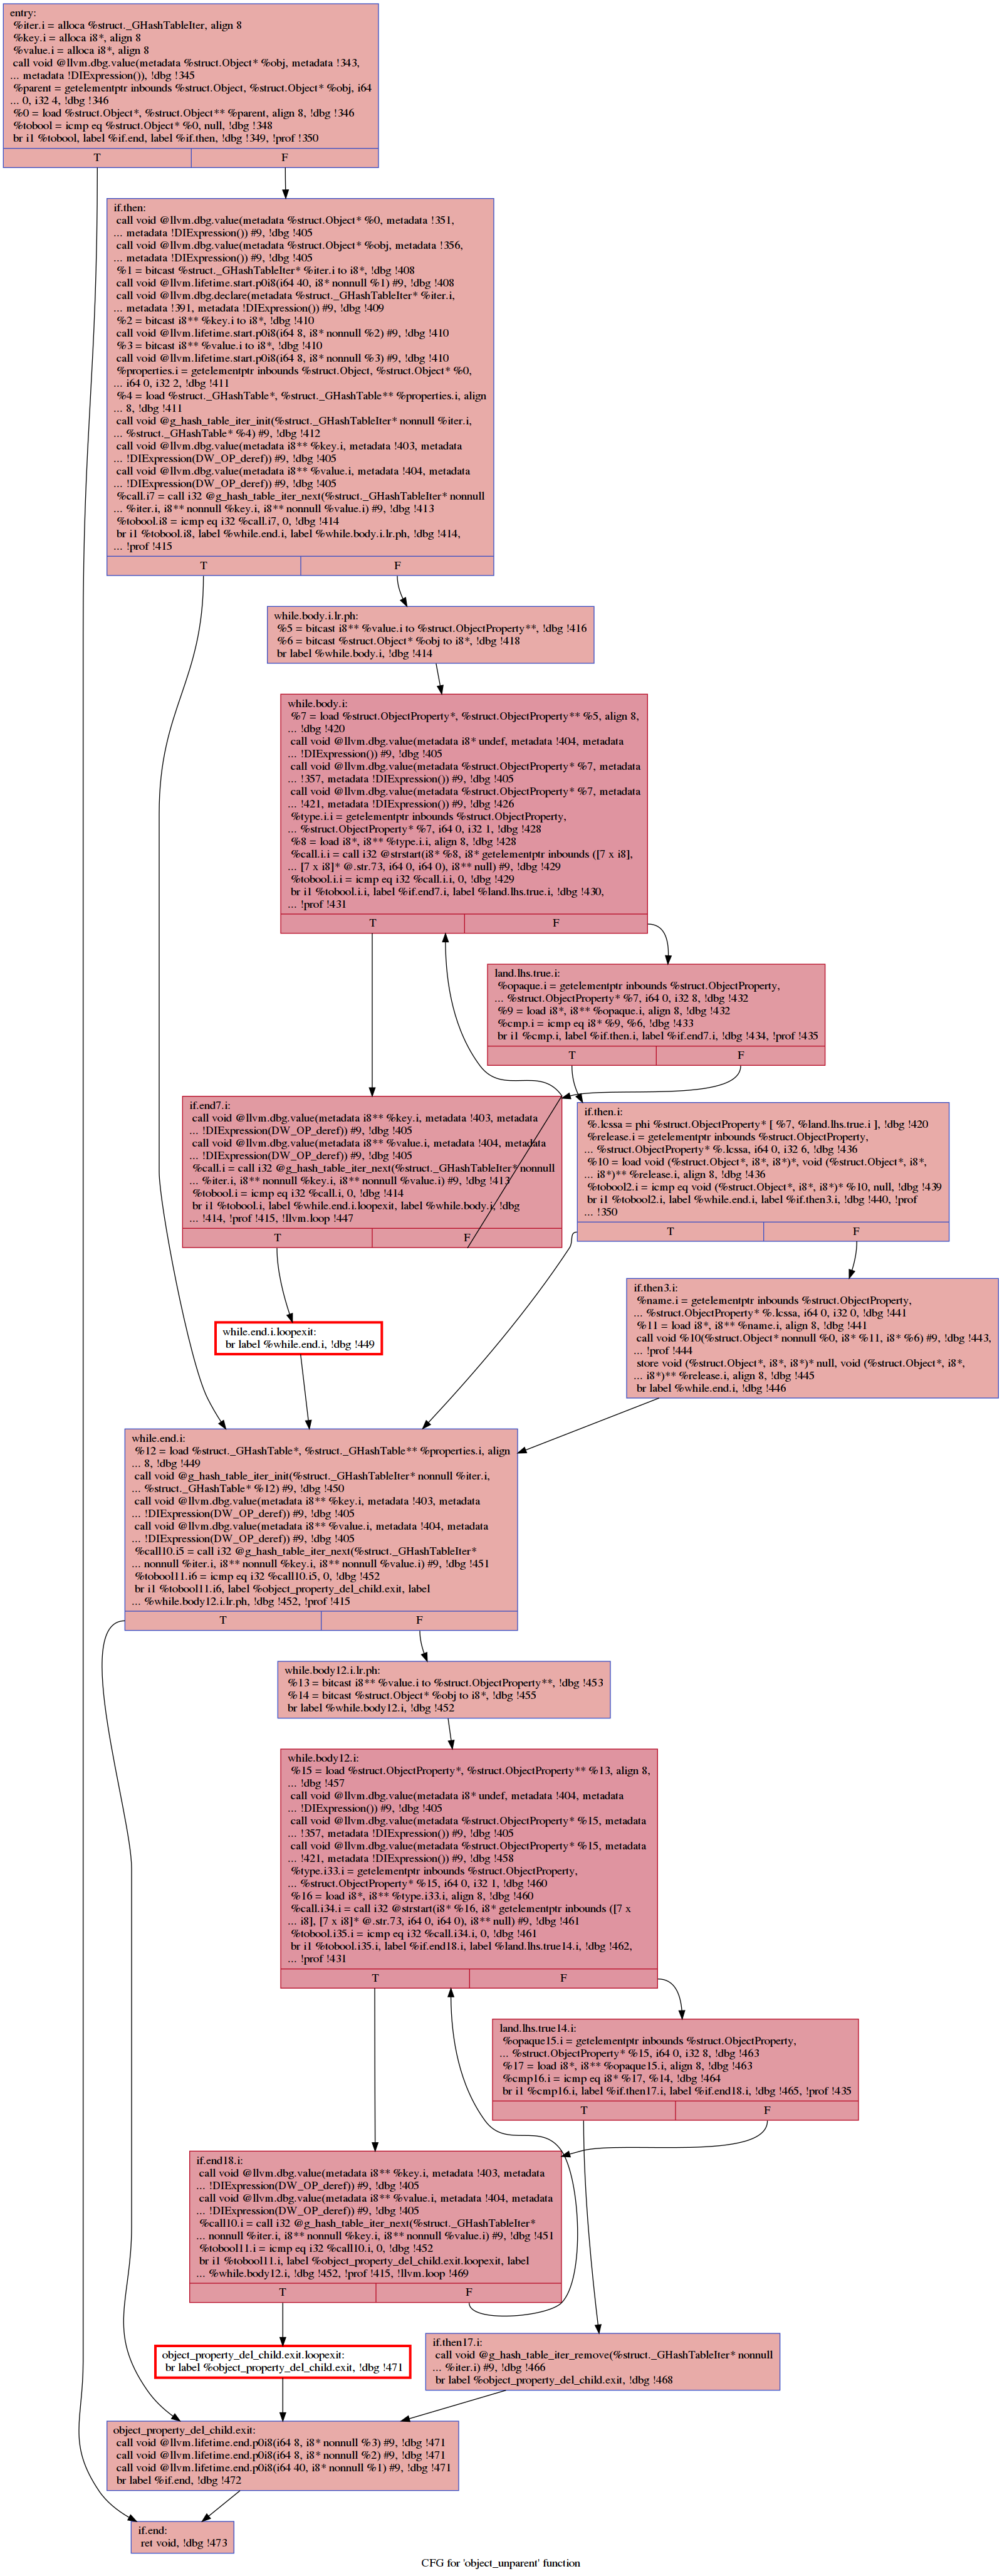 entry:
%iter.i = alloca %struct._GHashTableIter, align 8
%key.i = alloca i8*, align 8
%value.i = alloca i8*, align 8
call void @llvm.dbg.value(metadata %struct.Object* %obj, metadata !343,
... metadata !DIExpression()), !dbg !345
%parent = getelementptr inbounds %struct.Object, %struct.Object* %obj, i64
... 0, i32 4, !dbg !346
%0 = load %struct.Object*, %struct.Object** %parent, align 8, !dbg !346
%tobool = icmp eq %struct.Object* %0, null, !dbg !348
br i1 %tobool, label %if.end, label %if.then, !dbg !349, !prof !350
T F
if.then:
call void @llvm.dbg.value(metadata %struct.Object* %0, metadata !351,
... metadata !DIExpression()) #9, !dbg !405
call void @llvm.dbg.value(metadata %struct.Object* %obj, metadata !356,
... metadata !DIExpression()) #9, !dbg !405
%1 = bitcast %struct._GHashTableIter* %iter.i to i8*, !dbg !408
call void @llvm.lifetime.start.p0i8(i64 40, i8* nonnull %1) #9, !dbg !408
call void @llvm.dbg.declare(metadata %struct._GHashTableIter* %iter.i,
... metadata !391, metadata !DIExpression()) #9, !dbg !409
%2 = bitcast i8** %key.i to i8*, !dbg !410
call void @llvm.lifetime.start.p0i8(i64 8, i8* nonnull %2) #9, !dbg !410
%3 = bitcast i8** %value.i to i8*, !dbg !410
call void @llvm.lifetime.start.p0i8(i64 8, i8* nonnull %3) #9, !dbg !410
%properties.i = getelementptr inbounds %struct.Object, %struct.Object* %0,
... i64 0, i32 2, !dbg !411
%4 = load %struct._GHashTable*, %struct._GHashTable** %properties.i, align
... 8, !dbg !411
call void @g_hash_table_iter_init(%struct._GHashTableIter* nonnull %iter.i,
... %struct._GHashTable* %4) #9, !dbg !412
call void @llvm.dbg.value(metadata i8** %key.i, metadata !403, metadata
... !DIExpression(DW_OP_deref)) #9, !dbg !405
call void @llvm.dbg.value(metadata i8** %value.i, metadata !404, metadata
... !DIExpression(DW_OP_deref)) #9, !dbg !405
%call.i7 = call i32 @g_hash_table_iter_next(%struct._GHashTableIter* nonnull
... %iter.i, i8** nonnull %key.i, i8** nonnull %value.i) #9, !dbg !413
%tobool.i8 = icmp eq i32 %call.i7, 0, !dbg !414
br i1 %tobool.i8, label %while.end.i, label %while.body.i.lr.ph, !dbg !414,
... !prof !415
T F
while.body.i.lr.ph:
%5 = bitcast i8** %value.i to %struct.ObjectProperty**, !dbg !416
%6 = bitcast %struct.Object* %obj to i8*, !dbg !418
br label %while.body.i, !dbg !414
while.body.i:
%7 = load %struct.ObjectProperty*, %struct.ObjectProperty** %5, align 8,
... !dbg !420
call void @llvm.dbg.value(metadata i8* undef, metadata !404, metadata
... !DIExpression()) #9, !dbg !405
call void @llvm.dbg.value(metadata %struct.ObjectProperty* %7, metadata
... !357, metadata !DIExpression()) #9, !dbg !405
call void @llvm.dbg.value(metadata %struct.ObjectProperty* %7, metadata
... !421, metadata !DIExpression()) #9, !dbg !426
%type.i.i = getelementptr inbounds %struct.ObjectProperty,
... %struct.ObjectProperty* %7, i64 0, i32 1, !dbg !428
%8 = load i8*, i8** %type.i.i, align 8, !dbg !428
%call.i.i = call i32 @strstart(i8* %8, i8* getelementptr inbounds ([7 x i8],
... [7 x i8]* @.str.73, i64 0, i64 0), i8** null) #9, !dbg !429
%tobool.i.i = icmp eq i32 %call.i.i, 0, !dbg !429
br i1 %tobool.i.i, label %if.end7.i, label %land.lhs.true.i, !dbg !430,
... !prof !431
T F
land.lhs.true.i:
%opaque.i = getelementptr inbounds %struct.ObjectProperty,
... %struct.ObjectProperty* %7, i64 0, i32 8, !dbg !432
%9 = load i8*, i8** %opaque.i, align 8, !dbg !432
%cmp.i = icmp eq i8* %9, %6, !dbg !433
br i1 %cmp.i, label %if.then.i, label %if.end7.i, !dbg !434, !prof !435
T F
if.end7.i:
call void @llvm.dbg.value(metadata i8** %key.i, metadata !403, metadata
... !DIExpression(DW_OP_deref)) #9, !dbg !405
call void @llvm.dbg.value(metadata i8** %value.i, metadata !404, metadata
... !DIExpression(DW_OP_deref)) #9, !dbg !405
%call.i = call i32 @g_hash_table_iter_next(%struct._GHashTableIter* nonnull
... %iter.i, i8** nonnull %key.i, i8** nonnull %value.i) #9, !dbg !413
%tobool.i = icmp eq i32 %call.i, 0, !dbg !414
br i1 %tobool.i, label %while.end.i.loopexit, label %while.body.i, !dbg
... !414, !prof !415, !llvm.loop !447
T F
if.then.i:
%.lcssa = phi %struct.ObjectProperty* [ %7, %land.lhs.true.i ], !dbg !420
%release.i = getelementptr inbounds %struct.ObjectProperty,
... %struct.ObjectProperty* %.lcssa, i64 0, i32 6, !dbg !436
%10 = load void (%struct.Object*, i8*, i8*)*, void (%struct.Object*, i8*,
... i8*)** %release.i, align 8, !dbg !436
%tobool2.i = icmp eq void (%struct.Object*, i8*, i8*)* %10, null, !dbg !439
br i1 %tobool2.i, label %while.end.i, label %if.then3.i, !dbg !440, !prof
... !350
T F
if.then3.i:
%name.i = getelementptr inbounds %struct.ObjectProperty,
... %struct.ObjectProperty* %.lcssa, i64 0, i32 0, !dbg !441
%11 = load i8*, i8** %name.i, align 8, !dbg !441
call void %10(%struct.Object* nonnull %0, i8* %11, i8* %6) #9, !dbg !443,
... !prof !444
store void (%struct.Object*, i8*, i8*)* null, void (%struct.Object*, i8*,
... i8*)** %release.i, align 8, !dbg !445
br label %while.end.i, !dbg !446
while.end.i.loopexit:
br label %while.end.i, !dbg !449
while.end.i:
%12 = load %struct._GHashTable*, %struct._GHashTable** %properties.i, align
... 8, !dbg !449
call void @g_hash_table_iter_init(%struct._GHashTableIter* nonnull %iter.i,
... %struct._GHashTable* %12) #9, !dbg !450
call void @llvm.dbg.value(metadata i8** %key.i, metadata !403, metadata
... !DIExpression(DW_OP_deref)) #9, !dbg !405
call void @llvm.dbg.value(metadata i8** %value.i, metadata !404, metadata
... !DIExpression(DW_OP_deref)) #9, !dbg !405
%call10.i5 = call i32 @g_hash_table_iter_next(%struct._GHashTableIter*
... nonnull %iter.i, i8** nonnull %key.i, i8** nonnull %value.i) #9, !dbg !451
%tobool11.i6 = icmp eq i32 %call10.i5, 0, !dbg !452
br i1 %tobool11.i6, label %object_property_del_child.exit, label
... %while.body12.i.lr.ph, !dbg !452, !prof !415
T F
while.body12.i.lr.ph:
%13 = bitcast i8** %value.i to %struct.ObjectProperty**, !dbg !453
%14 = bitcast %struct.Object* %obj to i8*, !dbg !455
br label %while.body12.i, !dbg !452
while.body12.i:
%15 = load %struct.ObjectProperty*, %struct.ObjectProperty** %13, align 8,
... !dbg !457
call void @llvm.dbg.value(metadata i8* undef, metadata !404, metadata
... !DIExpression()) #9, !dbg !405
call void @llvm.dbg.value(metadata %struct.ObjectProperty* %15, metadata
... !357, metadata !DIExpression()) #9, !dbg !405
call void @llvm.dbg.value(metadata %struct.ObjectProperty* %15, metadata
... !421, metadata !DIExpression()) #9, !dbg !458
%type.i33.i = getelementptr inbounds %struct.ObjectProperty,
... %struct.ObjectProperty* %15, i64 0, i32 1, !dbg !460
%16 = load i8*, i8** %type.i33.i, align 8, !dbg !460
%call.i34.i = call i32 @strstart(i8* %16, i8* getelementptr inbounds ([7 x
... i8], [7 x i8]* @.str.73, i64 0, i64 0), i8** null) #9, !dbg !461
%tobool.i35.i = icmp eq i32 %call.i34.i, 0, !dbg !461
br i1 %tobool.i35.i, label %if.end18.i, label %land.lhs.true14.i, !dbg !462,
... !prof !431
T F
land.lhs.true14.i:
%opaque15.i = getelementptr inbounds %struct.ObjectProperty,
... %struct.ObjectProperty* %15, i64 0, i32 8, !dbg !463
%17 = load i8*, i8** %opaque15.i, align 8, !dbg !463
%cmp16.i = icmp eq i8* %17, %14, !dbg !464
br i1 %cmp16.i, label %if.then17.i, label %if.end18.i, !dbg !465, !prof !435
T F
if.end18.i:
call void @llvm.dbg.value(metadata i8** %key.i, metadata !403, metadata
... !DIExpression(DW_OP_deref)) #9, !dbg !405
call void @llvm.dbg.value(metadata i8** %value.i, metadata !404, metadata
... !DIExpression(DW_OP_deref)) #9, !dbg !405
%call10.i = call i32 @g_hash_table_iter_next(%struct._GHashTableIter*
... nonnull %iter.i, i8** nonnull %key.i, i8** nonnull %value.i) #9, !dbg !451
%tobool11.i = icmp eq i32 %call10.i, 0, !dbg !452
br i1 %tobool11.i, label %object_property_del_child.exit.loopexit, label
... %while.body12.i, !dbg !452, !prof !415, !llvm.loop !469
T F
object_property_del_child.exit.loopexit:
br label %object_property_del_child.exit, !dbg !471
if.then17.i:
call void @g_hash_table_iter_remove(%struct._GHashTableIter* nonnull
... %iter.i) #9, !dbg !466
br label %object_property_del_child.exit, !dbg !468
object_property_del_child.exit:
call void @llvm.lifetime.end.p0i8(i64 8, i8* nonnull %3) #9, !dbg !471
call void @llvm.lifetime.end.p0i8(i64 8, i8* nonnull %2) #9, !dbg !471
call void @llvm.lifetime.end.p0i8(i64 40, i8* nonnull %1) #9, !dbg !471
br label %if.end, !dbg !472
if.end:
ret void, !dbg !473
CFG for 'object_unparent' function